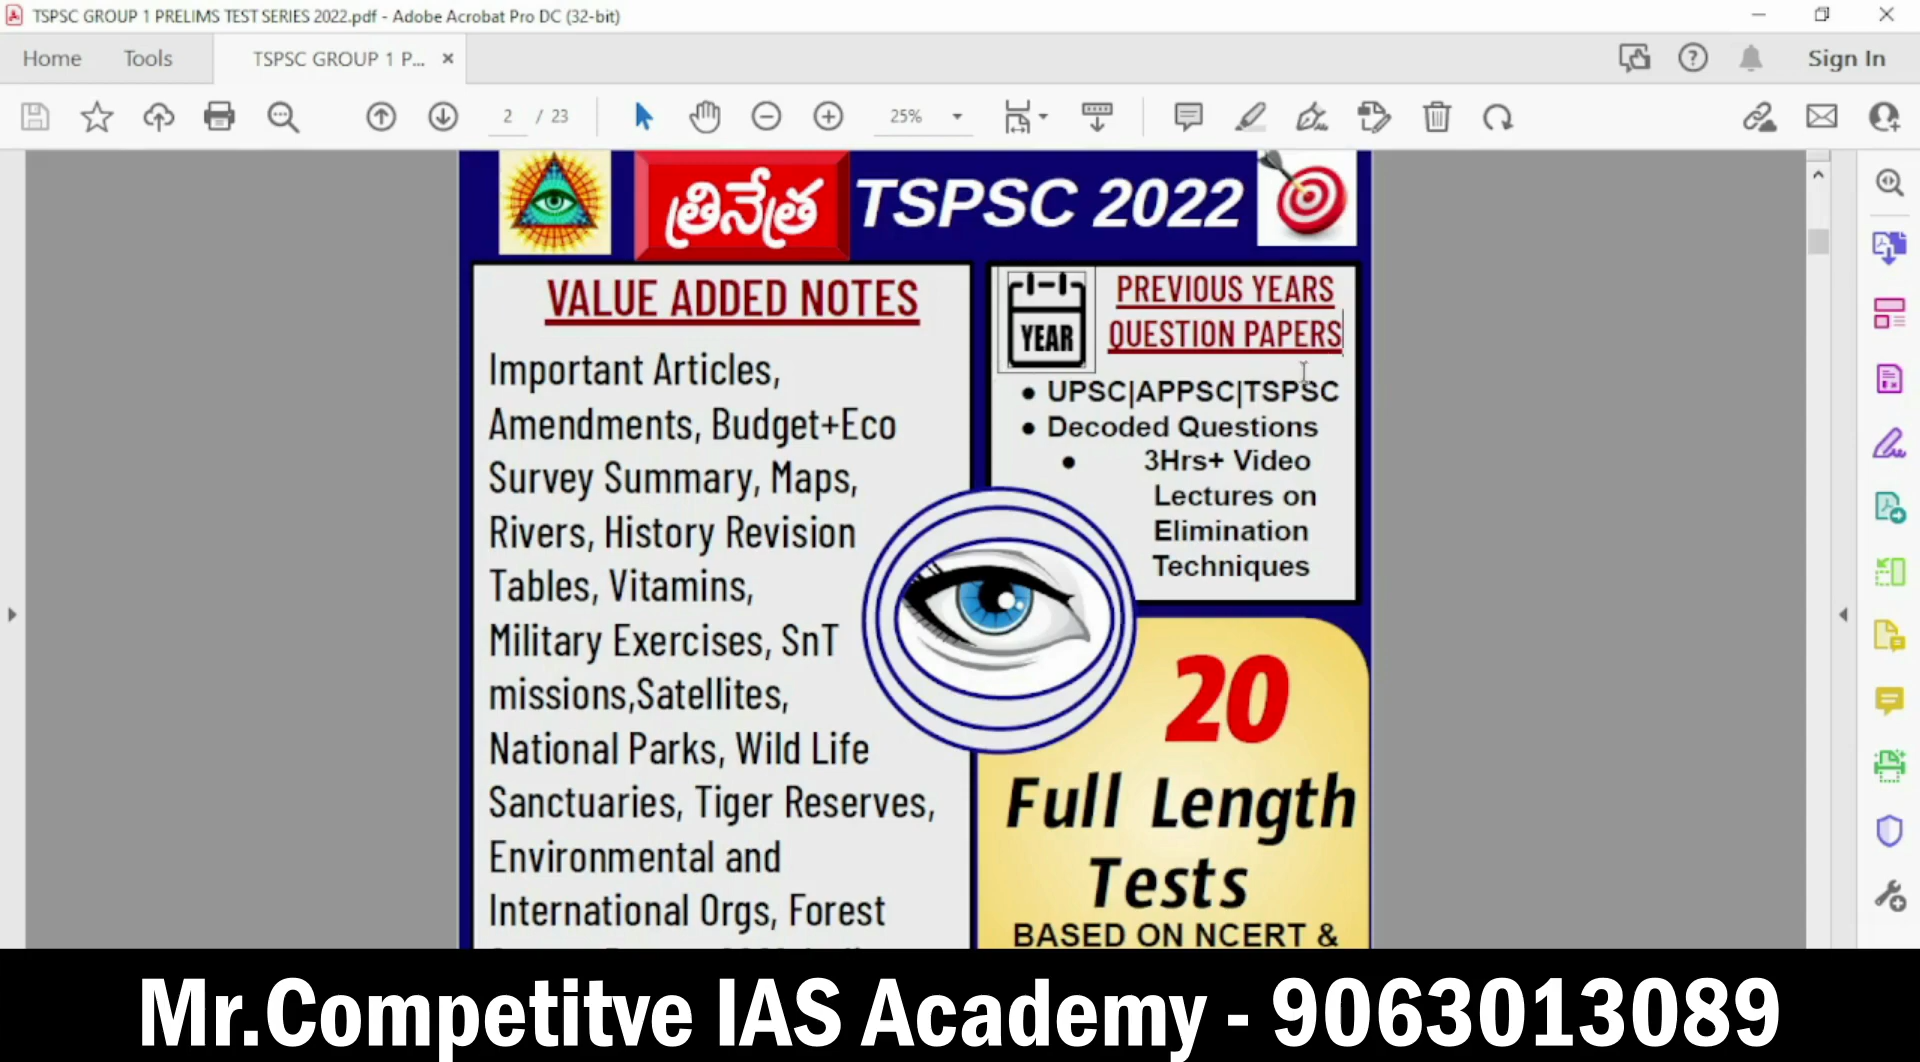 TSPSC GROUP 1 PRELIMS TEST SERIES 2022.pdf - Adobe Acrobat Pro DC (32-bit)
Home
Tools
TSPSC GROUP 1 P...
Sign In
2 / 23
25%
త్రినేత్ర
TSPSC 2022
VALUE ADDED NOTES
Important Articles,
Amendments, Budget+Eco
Survey Summary, Maps,
Rivers, History Revision
Tables, Vitamins,
Military Exercises, SnT
missions,Satellites,
National Parks, Wild Life
Sanctuaries, Tiger Reserves,
Environmental and
International Orgs, Forest
YEAR
PREVIOUS YEARS
QUESTION PAPERS
• UPSC|APPSC|TSPSC
• Decoded Questions
• 3Hrs+ Video
Lectures on
Elimination
Techniques
20
Full Length
Tests
BASED ON NCERT &
Mr.Competitve IAS Academy - 9063013089